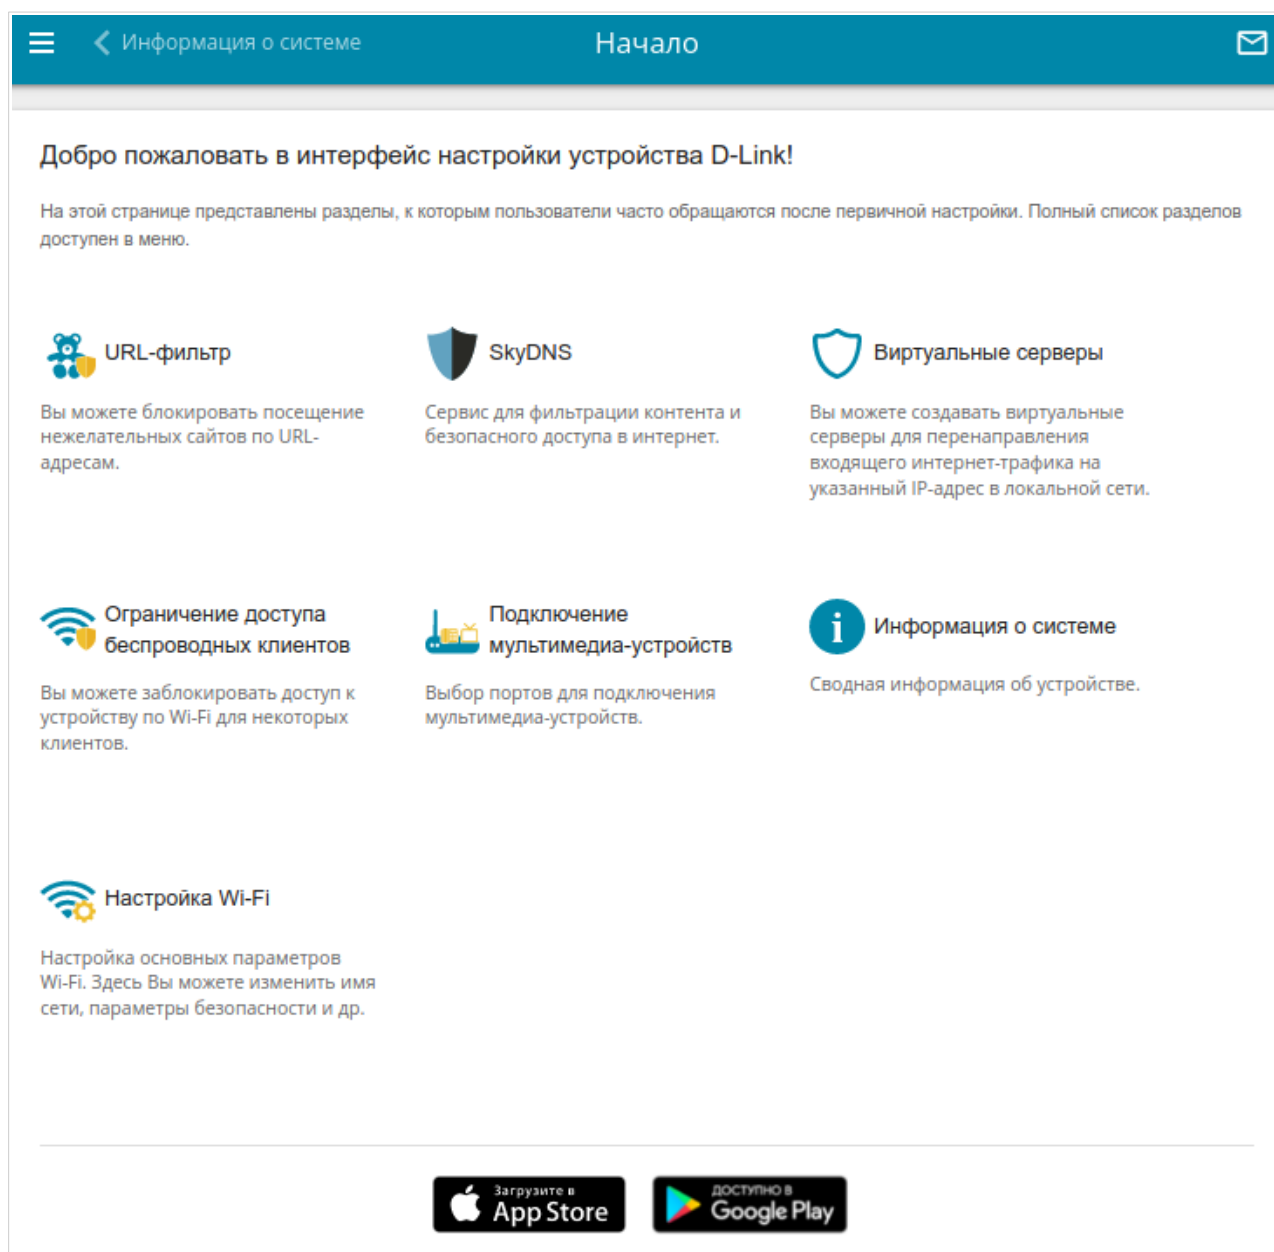 Информация о системе
Начало
Добро пожаловать в интерфейс настройки устройства D-Link!
На этой странице представлены разделы, к которым пользователи часто обращаются после первичной настройки. Полный список разделов
доступен в меню.
URL-фильтр
Вы можете блокировать посещение
нежелательных сайтов по URL-
адресам.
SkyDNS
Сервис для фильтрации контента и
безопасного доступа в интернет.
Виртуальные серверы
Вы можете создавать виртуальные
серверы для перенаправления
входящего интернет-трафика на
указанный IP-адрес в локальной сети.
Ограничение доступа
беспроводных клиентов
Вы можете заблокировать доступ к
устройству по Wi-Fi для некоторых
клиентов.
Подключение
мультимедиа-устройств
Выбор портов для подключения
мультимедиа-устройств.
Информация о системе
Сводная информация об устройстве.
Настройка Wi-Fi
Настройка основных параметров
Wi-Fi. Здесь Вы можете изменить имя
сети, параметры безопасности и др.
Загрузите в
App Store
ДОСТУПНО В
Google Play